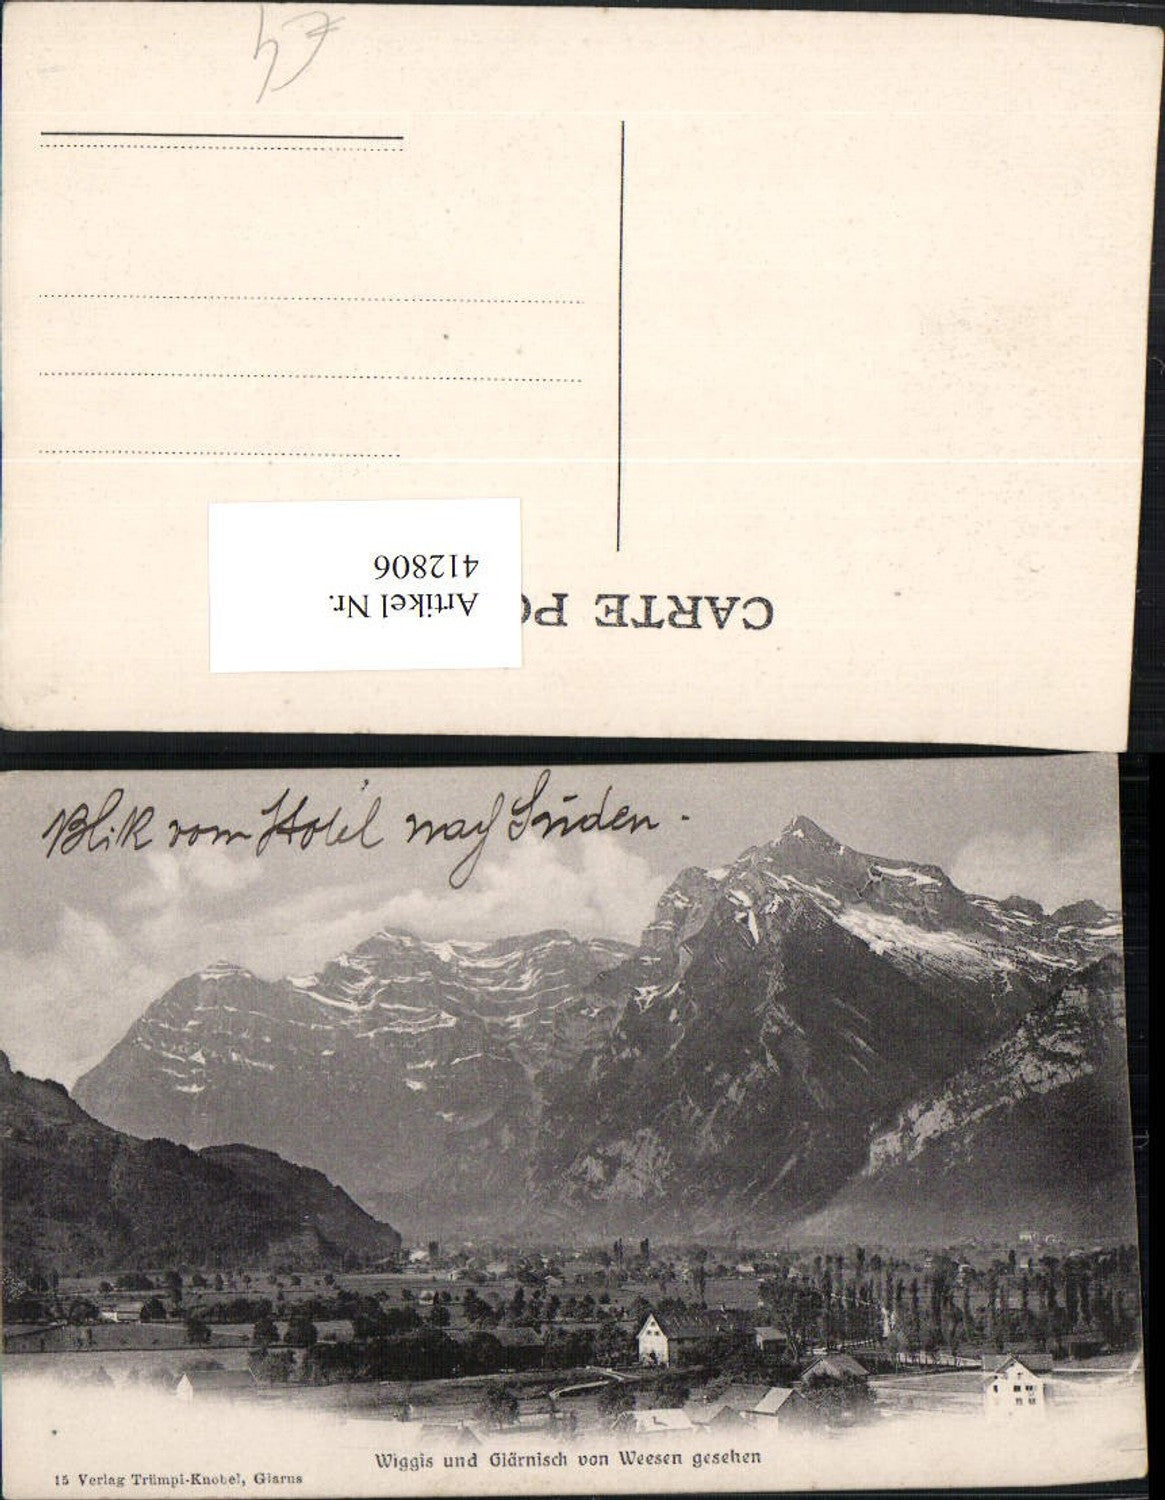 Artikel Nr.
412806
CARTE PO
Blik vom Hotel nach Süden.
Wiggis und Glärnisch von Weesen gesehen
15 Verlag Trümpi-Knobel, Glarus